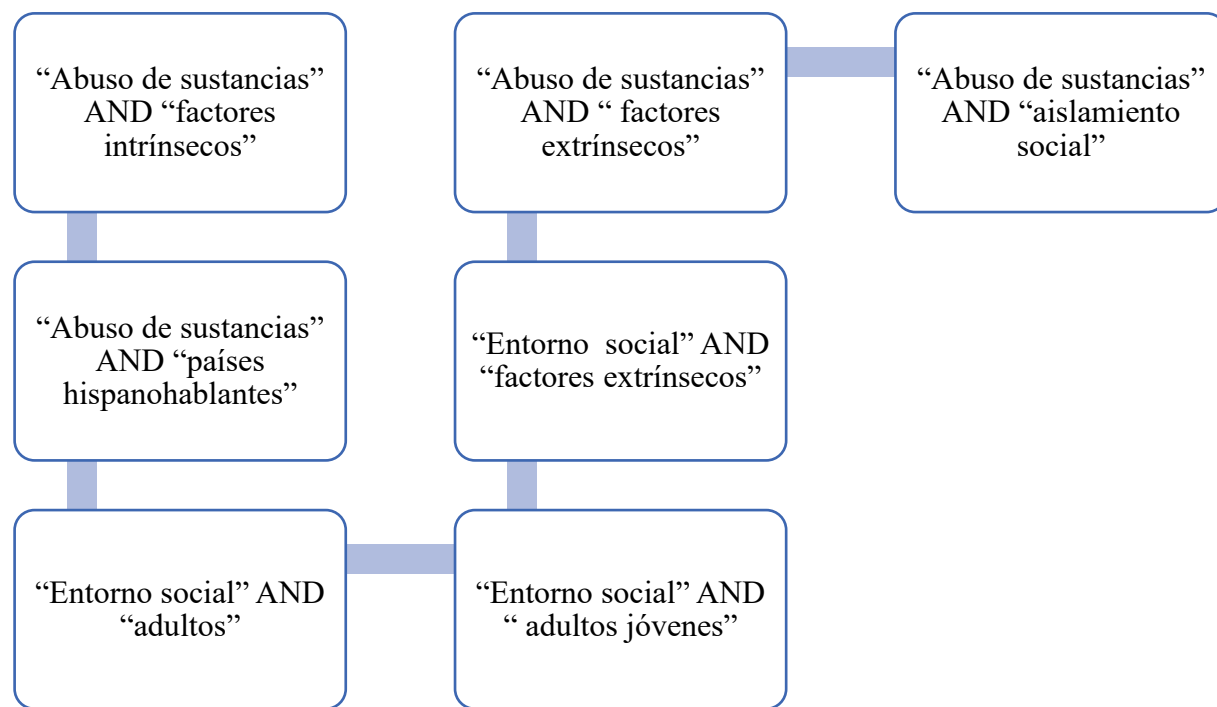 “Abuso de sustancias”
AND “factores
intrínsecos”
“Abuso de sustancias”
AND “países
hispanohablantes”
“Entorno social” AND
“adultos”
“Entorno social” AND
“ adultos jóvenes”
“Entorno  social” AND
“factores extrínsecos”
“Abuso de sustancias”
AND “ factores
extrínsecos”
“Abuso de sustancias”
AND “aislamiento
social”